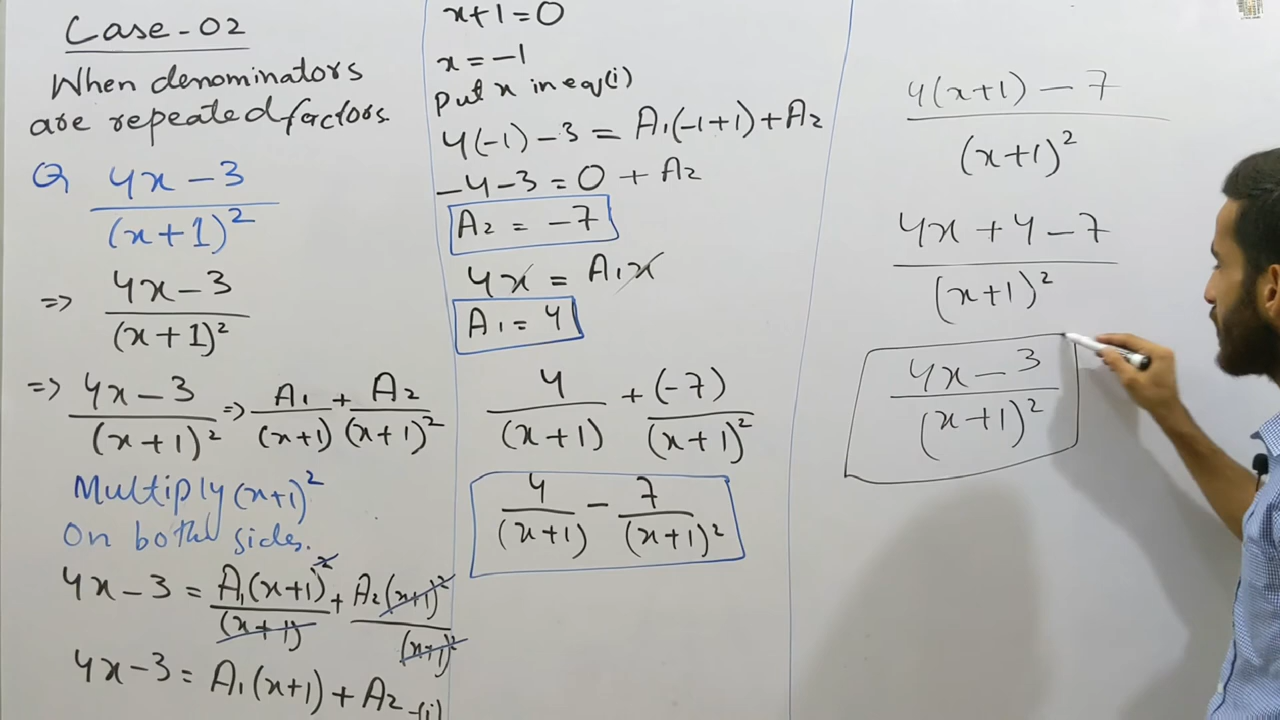 Case-02
When denominators
are repeated factors.
Q 4x-3
(x+1)²
=> 4x-3
(x+1)²
=> 4x-3 => A₁ + A₂
(x+1)² (x+1) (x+1)²
Multiply (x+1)²
On both sides.
4x-3 = A₁(x+1)² + A₂(x+1)²
(x+1) (x+1)²
4x-3 = A₁(x+1) + A₂ -(i)
x+1=0
x=-1
Put x in eq(i)
4(-1)-3 = A₁(-1+1)+A₂
-4-3=0+A₂
A₂ = -7
4x = A₁x
A₁ = 4
4 + (-7)
(x+1) (x+1)²
4 - 7
(x+1) (x+1)²
4(x+1)-7
(x+1)²
4x+4-7
(x+1)²
4x-3
(x+1)²